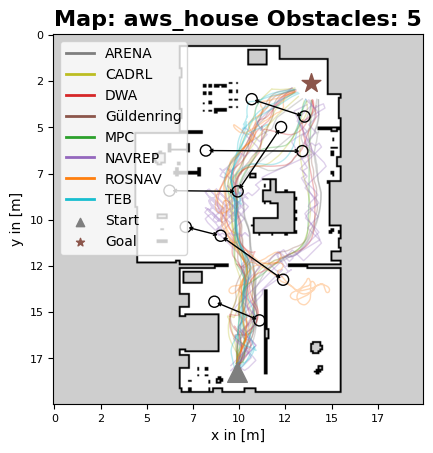 Map: aws_house Obstacles: 5
ARENA
CADRL
DWA
Güldenring
MPC
NAVREP
ROSNAV
TEB
Start
Goal
0
2
5
7
10
12
15
17
y in [m]
0 2 5 7 10 12 15 17
x in [m]